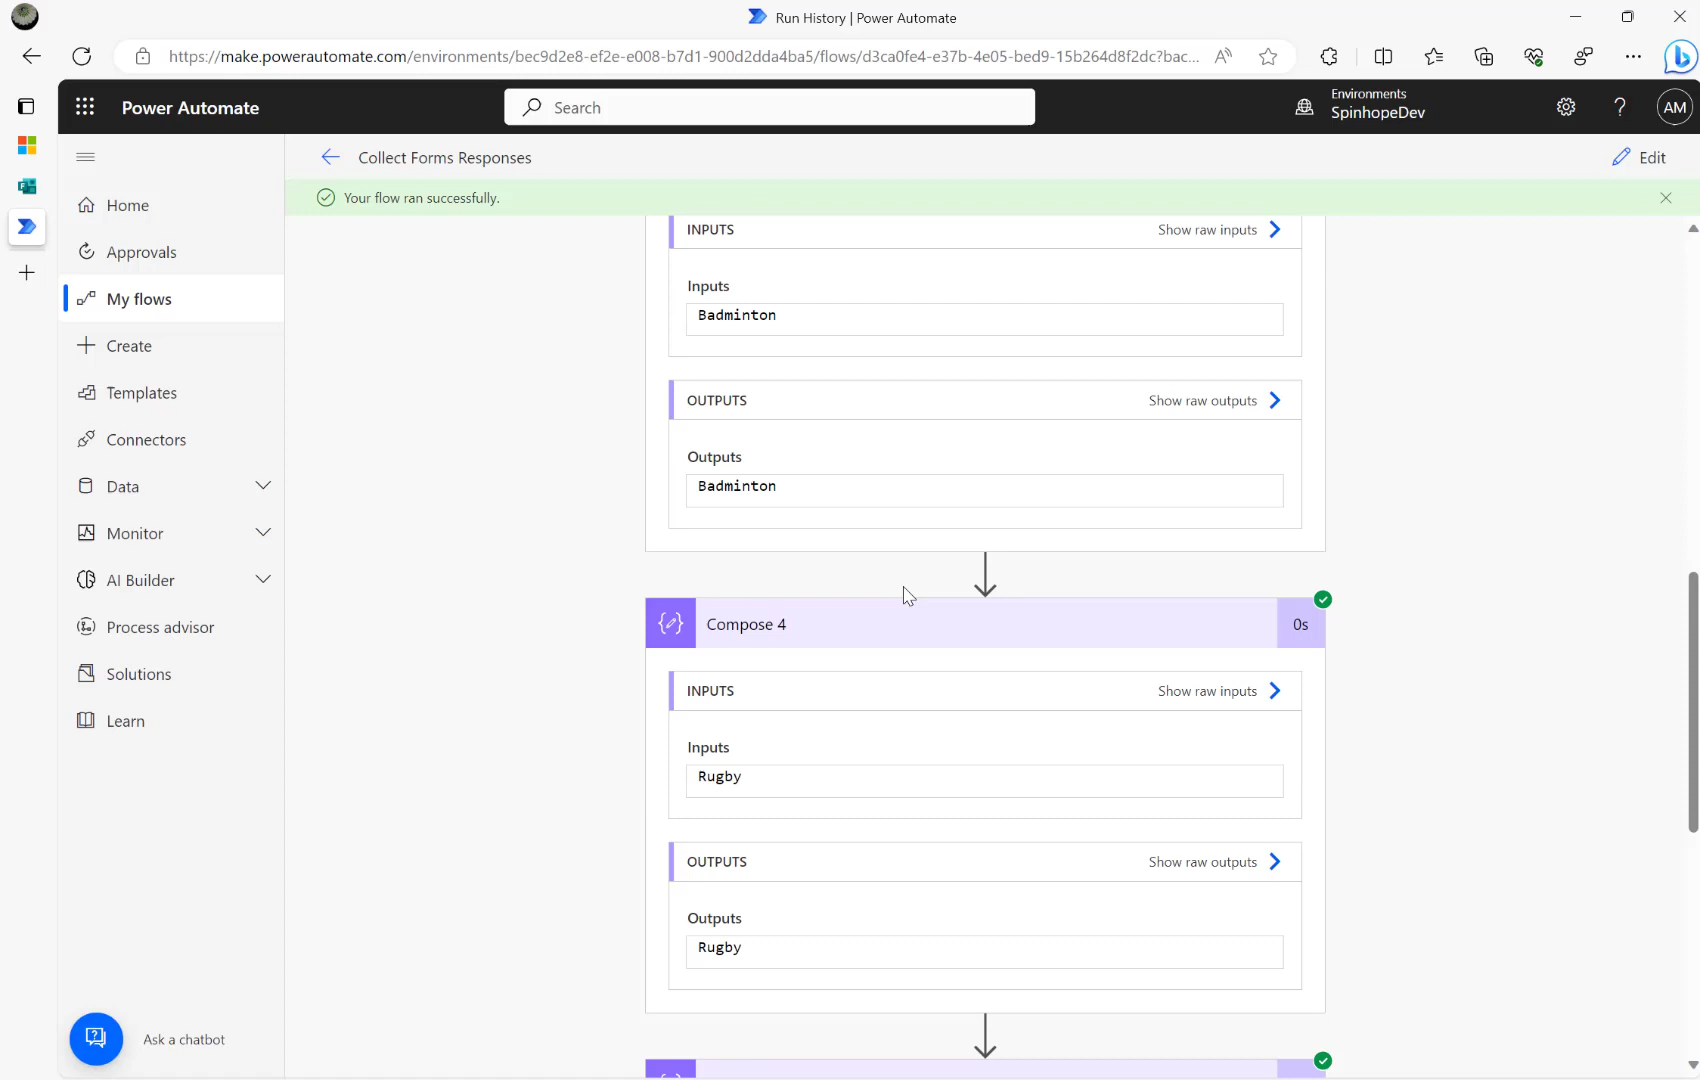 Run History | Power Automate
https://make.powerautomate.com/environments/bec9d2e8-ef2e-e008-b7d1-900d2dda4ba5/flows/d3ca0fe4-e37b-4e05-bed9-15b264d8f2dc?bac...
Power Automate
Search
Environments
SpinhopeDev
AM
Collect Forms Responses
Edit
Your flow ran successfully.
Home
Approvals
My flows
Create
Templates
Connectors
Data
Monitor
AI Builder
Process advisor
Solutions
Learn
Ask a chatbot
INPUTS
Show raw inputs
Inputs
Badminton
OUTPUTS
Show raw outputs
Outputs
Badminton
Compose 4
0s
INPUTS
Show raw inputs
Inputs
Rugby
OUTPUTS
Show raw outputs
Outputs
Rugby